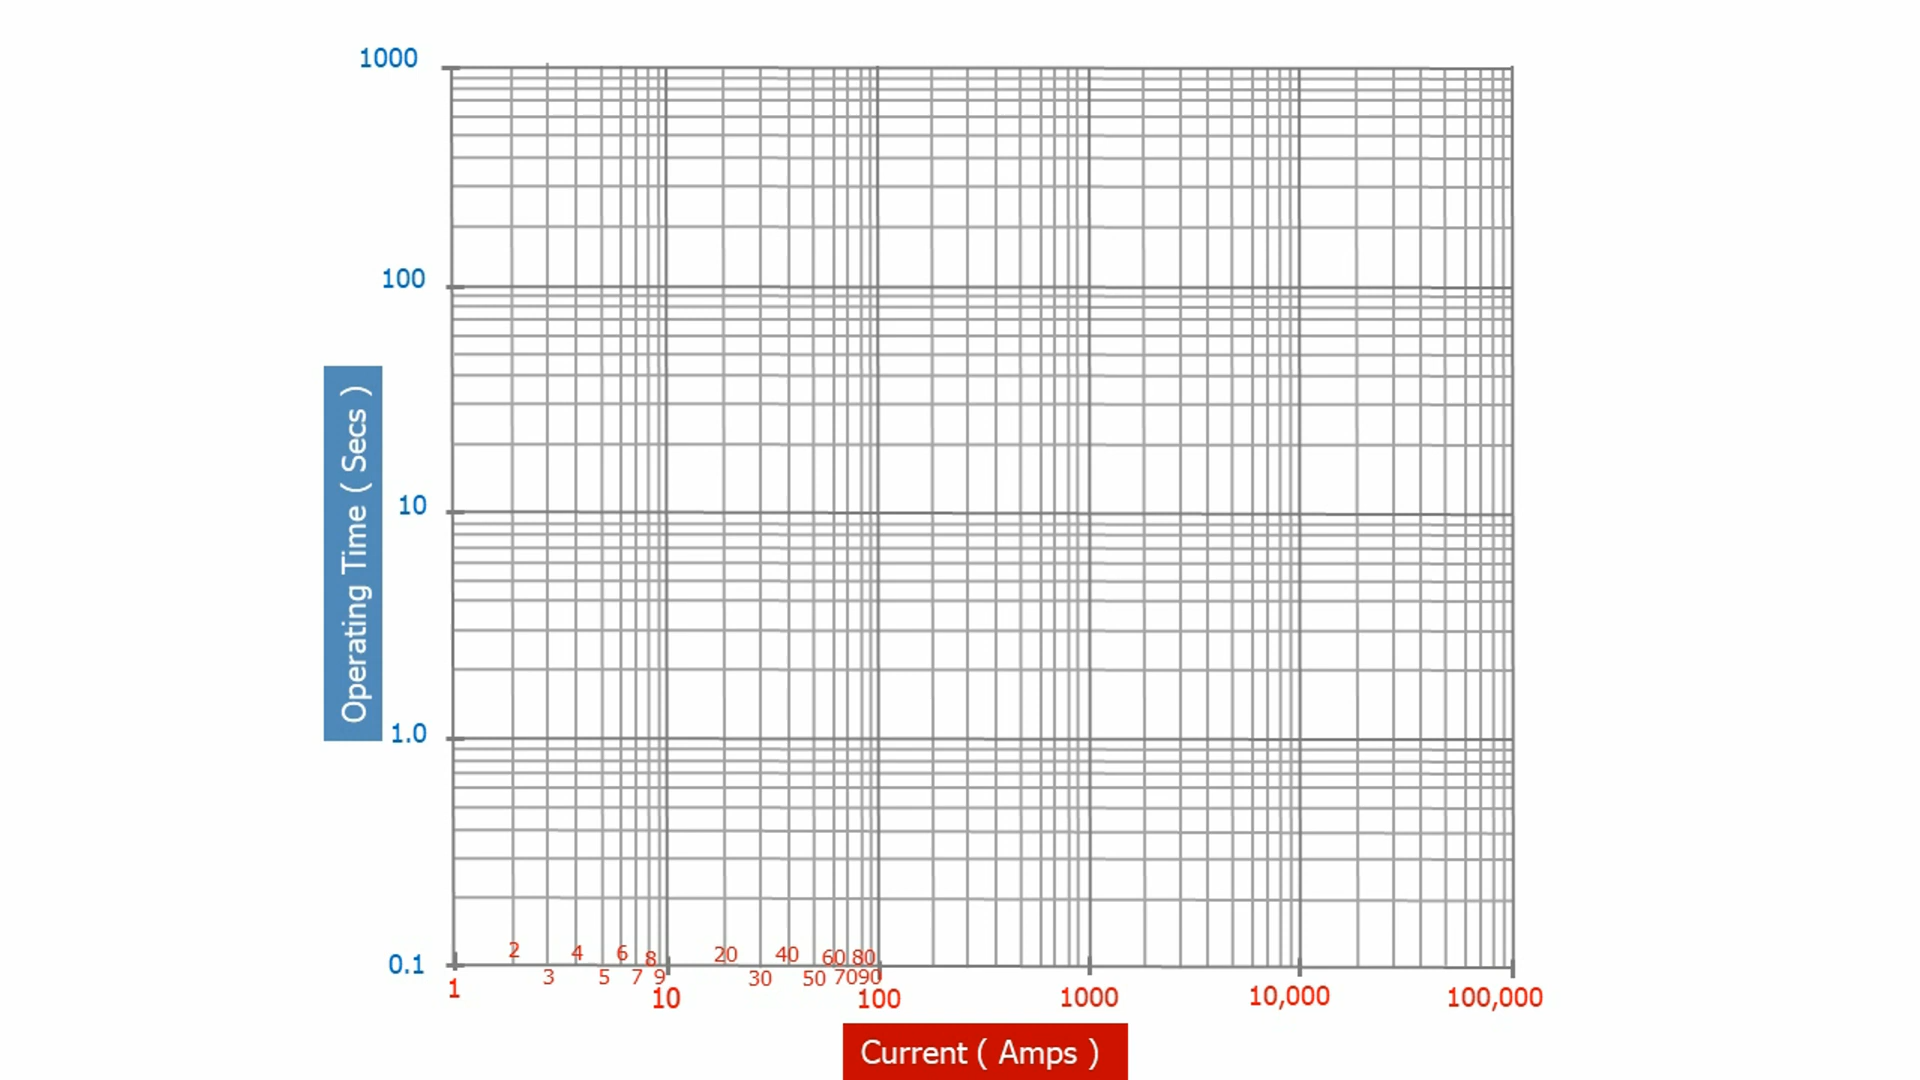 1000
100
10
1.0
0.1
Operating Time ( Secs )
2 4 6 8 20 40 60 80
3 5 7 9 30 50 70 90
1 10 100 1000 10,000 100,000
Current ( Amps )